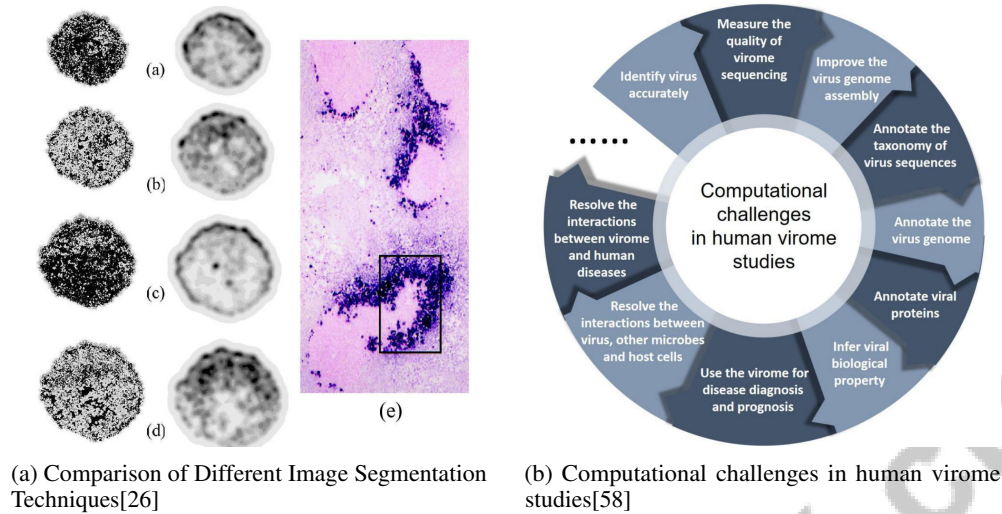 (a)
(b)
(c)
(d)
(e)
Identify virus
accurately
Measure the
quality of
virome
sequencing
Improve the
virus genome
assembly
Annotate the
taxonomy of
virus sequences
Annotate the
virus genome
Annotate viral
proteins
Infer viral
biological
property
Use the virome for
disease diagnosis
and prognosis
Resolve the
interactions between
virus, other microbes
and host cells
Resolve the
interactions
between virome
and human
diseases
......
Computational
challenges
in human virome
studies
(a) Comparison of Different Image Segmentation
Techniques[26]
(b) Computational challenges in human virome
studies[58]